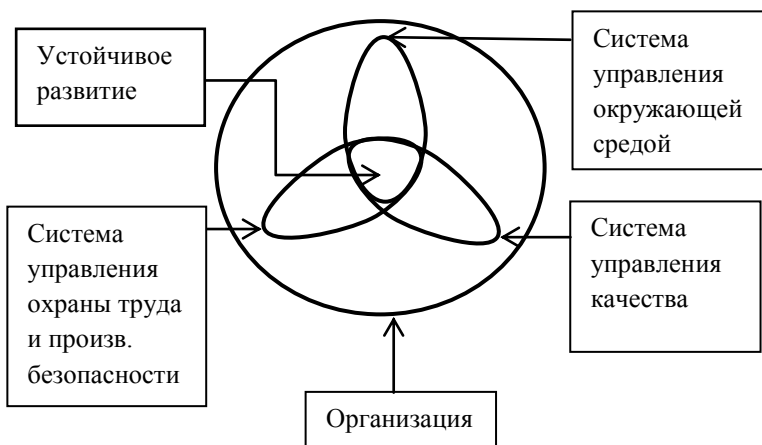 Устойчивое
развитие
Система
управления
окружающей
средой
Система
управления
охраны труда
и произв.
безопасности
Система
управления
качества
Организация